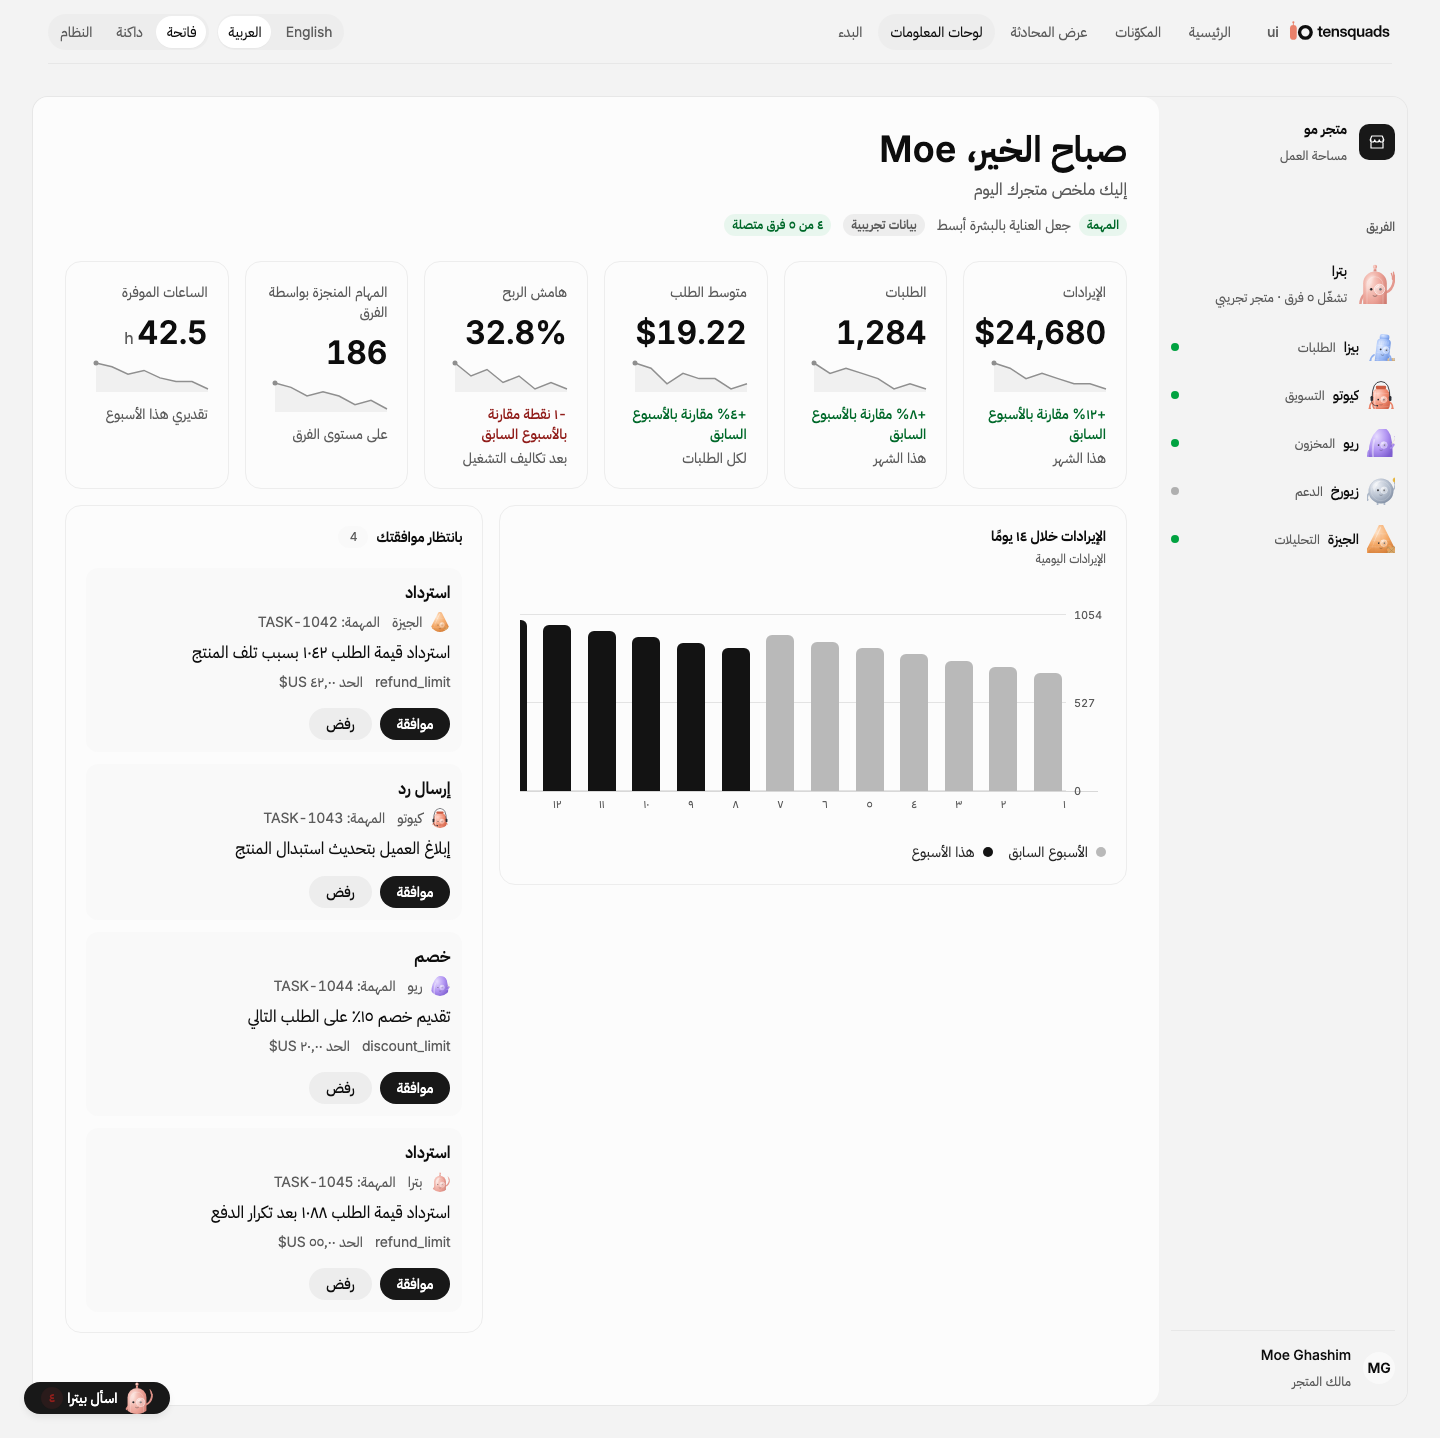 tensquads ui
الرئيسية
المكوّنات
عرض المحادثة
لوحات المعلومات
البدء
English
العربية
فاتحة
داكنة
النظام
متجر مو
مساحة العمل
الفريق
بترا
تشغّل ٥ فرق · متجر تجريبي
بيزا الطلبات
كيوتو التسويق
ريو المخزون
زيورخ الدعم
الجيزة التحليلات
MG
Moe Ghashim
مالك المتجر
صباح الخير، Moe
إليك ملخص متجرك اليوم
المهمة جعل العناية بالبشرة أبسط بيانات تجريبية ٤ من ٥ فرق متصلة
الإيرادات
$24,680
+١٢% مقارنة بالأسبوع
السابق
هذا الشهر
الطلبات
1,284
+٨% مقارنة بالأسبوع
السابق
هذا الشهر
متوسط الطلب
$19.22
+٤% مقارنة بالأسبوع
السابق
لكل الطلبات
هامش الربح
32.8%
-١ نقطة مقارنة
بالأسبوع السابق
بعد تكاليف التشغيل
المهام المنجزة بواسطة
الفرق
186
على مستوى الفرق
الساعات الموفرة
42.5 h
تقديري هذا الأسبوع
الإيرادات خلال ١٤ يومًا
الإيرادات اليومية
1054
527
0
١ ٢ ٣ ٤ ٥ ٦ ٧ ٨ ٩ ١٠ ١١ ١٢
الأسبوع السابق هذا الأسبوع
بانتظار موافقتك 4
استرداد
الجيزة المهمة: TASK-1042
استرداد قيمة الطلب ١٠٤٢ بسبب تلف المنتج
refund_limit الحد ٤٢,٠٠ US$
موافقة رفض
إرسال رد
كيوتو المهمة: TASK-1043
إبلاغ العميل بتحديث استبدال المنتج
موافقة رفض
خصم
ريو المهمة: TASK-1044
تقديم خصم ١٥٪ على الطلب التالي
discount_limit الحد ٢٠,٠٠ US$
موافقة رفض
استرداد
بترا المهمة: TASK-1045
استرداد قيمة الطلب ١٠٨٨ بعد تكرار الدفع
refund_limit الحد ٥٥,٠٠ US$
موافقة رفض
اسأل بيترا ٤